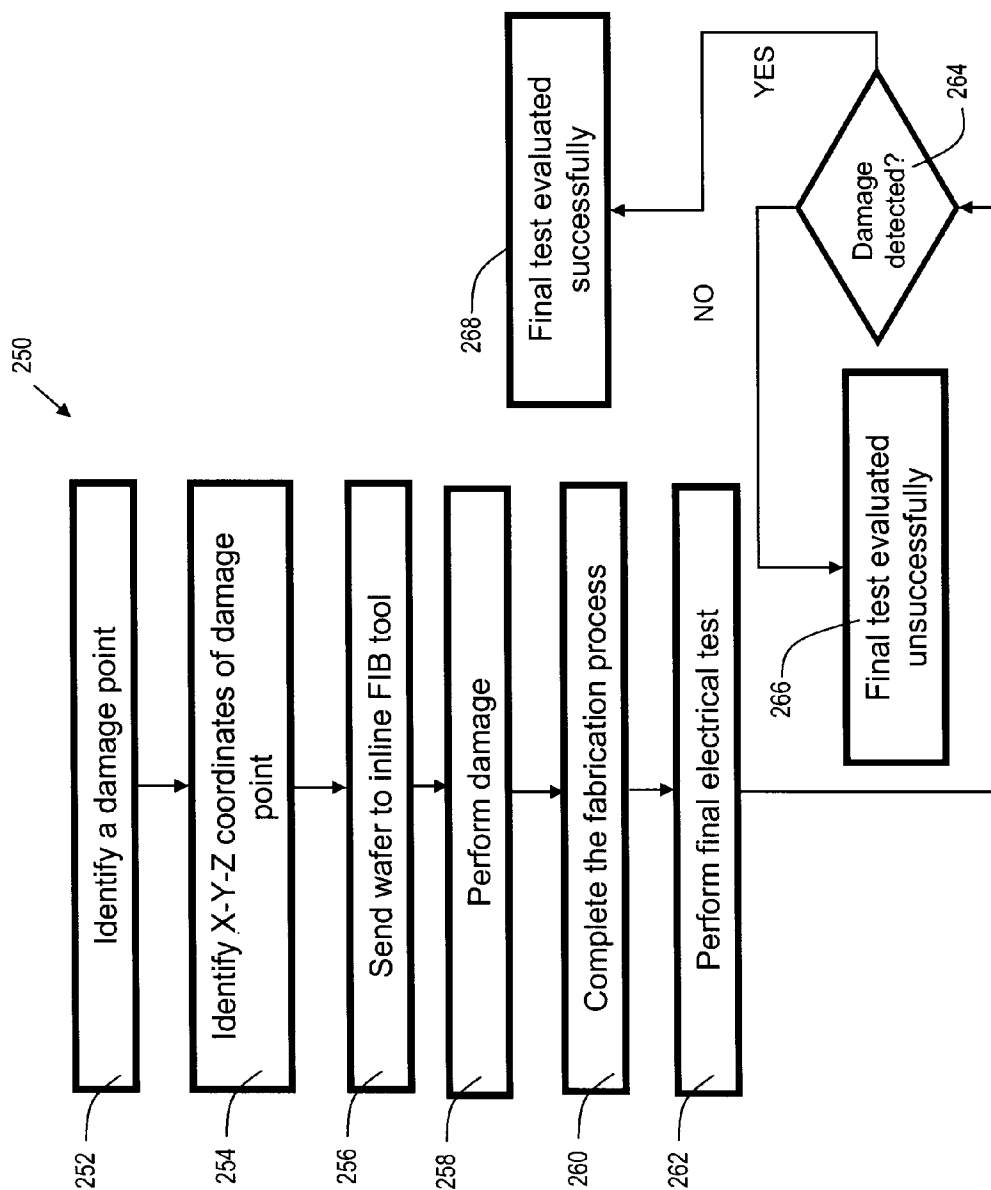 250
252
Identify a damage point
254
Identify X-Y-Z coordinates of damage
point
256
Send wafer to inline FIB tool
258
Perform damage
260
Complete the fabrication process
262
Perform final electrical test
264
Damage
detected?
NO
YES
266
Final test evaluated
unsuccessfully
268
Final test evaluated
successfully